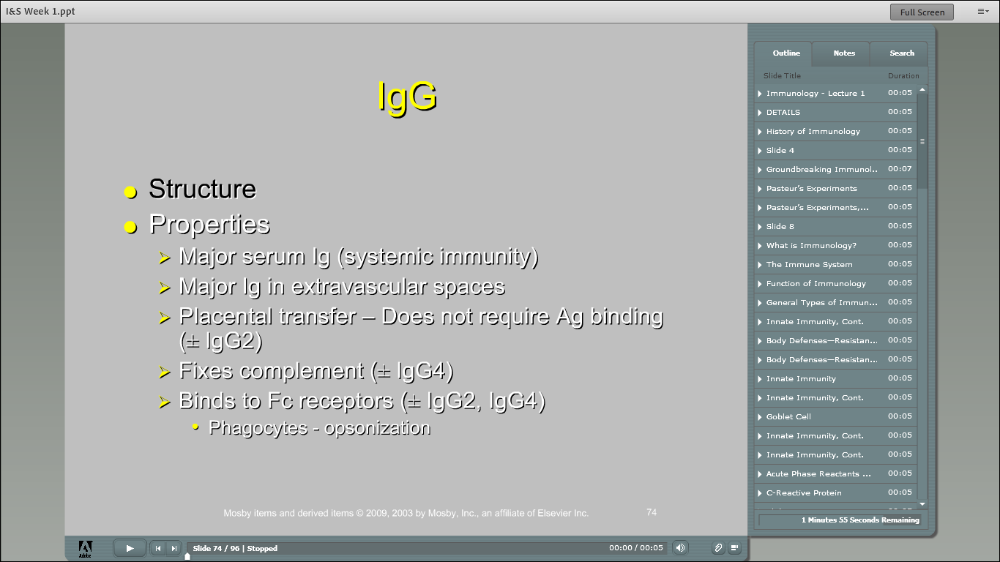 I&S Week 1.ppt
Full Screen
IgG
Structure
Properties
Major serum Ig (systemic immunity)
Major Ig in extravascular spaces
Placental transfer – Does not require Ag binding
(± IgG2)
Fixes complement (± IgG4)
Binds to Fc receptors (± IgG2, IgG4)
Phagocytes - opsonization
Mosby items and derived items © 2009, 2003 by Mosby, Inc., an affiliate of Elsevier Inc.
74
Outline Notes Search
Slide Title Duration
Immunology - Lecture 1 00:05
DETAILS 00:05
History of Immunology 00:05
Slide 4 00:05
Groundbreaking Immunol.. 00:07
Pasteur's Experiments 00:05
Pasteur's Experiments,... 00:05
Slide 8 00:05
What is Immunology? 00:05
The Immune System 00:05
Function of Immunology 00:05
General Types of Immun... 00:05
Innate Immunity, Cont. 00:05
Body Defenses—Resistan... 00:05
Body Defenses—Resistan... 00:05
Innate Immunity 00:05
Innate Immunity, Cont. 00:05
Goblet Cell 00:05
Innate Immunity, Cont. 00:05
Innate Immunity, Cont. 00:05
Acute Phase Reactants ... 00:05
C-Reactive Protein 00:05
1 Minutes 55 Seconds Remaining
Adobe
Slide 74 / 96 | Stopped
00:00 / 00:05